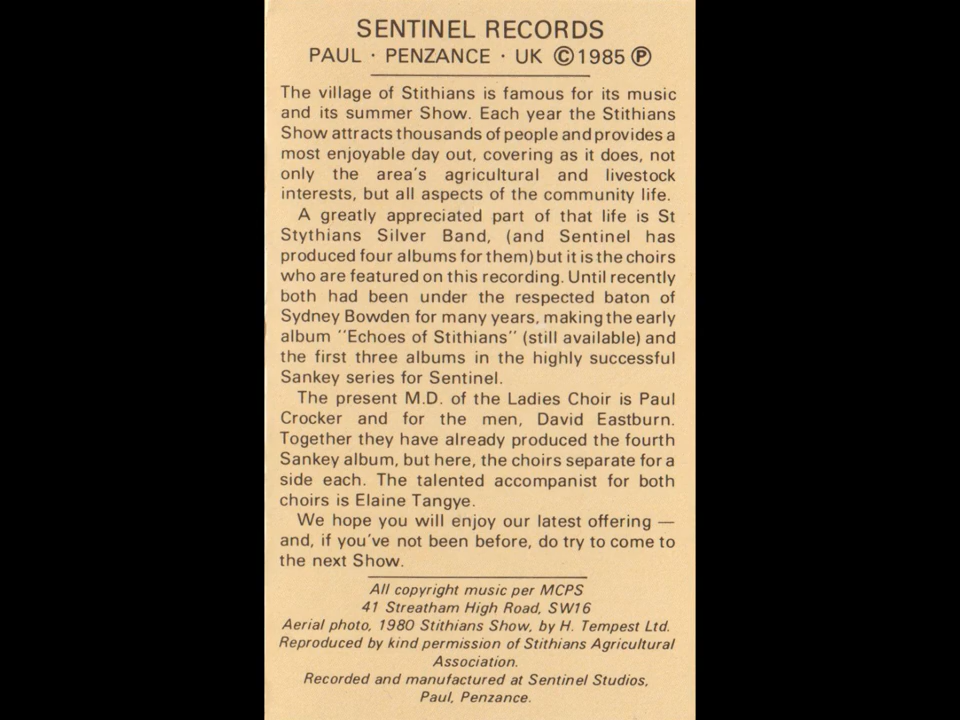 SENTINEL RECORDS
PAUL · PENZANCE · UK ©1985 Ⓟ
The village of Stithians is famous for its music
and its summer Show. Each year the Stithians
Show attracts thousands of people and provides a
most enjoyable day out, covering as it does, not
only the area's agricultural and livestock
interests, but all aspects of the community life.
A greatly appreciated part of that life is St
Stythians Silver Band, (and Sentinel has
produced four albums for them) but it is the choirs
who are featured on this recording. Until recently
both had been under the respected baton of
Sydney Bowden for many years, making the early
album "Echoes of Stithians" (still available) and
the first three albums in the highly successful
Sankey series for Sentinel.
The present M.D. of the Ladies Choir is Paul
Crocker and for the men, David Eastburn.
Together they have already produced the fourth
Sankey album, but here, the choirs separate for a
side each. The talented accompanist for both
choirs is Elaine Tangye.
We hope you will enjoy our latest offering —
and, if you've not been before, do try to come to
the next Show.
All copyright music per MCPS
41 Streatham High Road, SW16
Aerial photo, 1980 Stithians Show, by H. Tempest Ltd.
Reproduced by kind permission of Stithians Agricultural
Association.
Recorded and manufactured at Sentinel Studios,
Paul, Penzance.